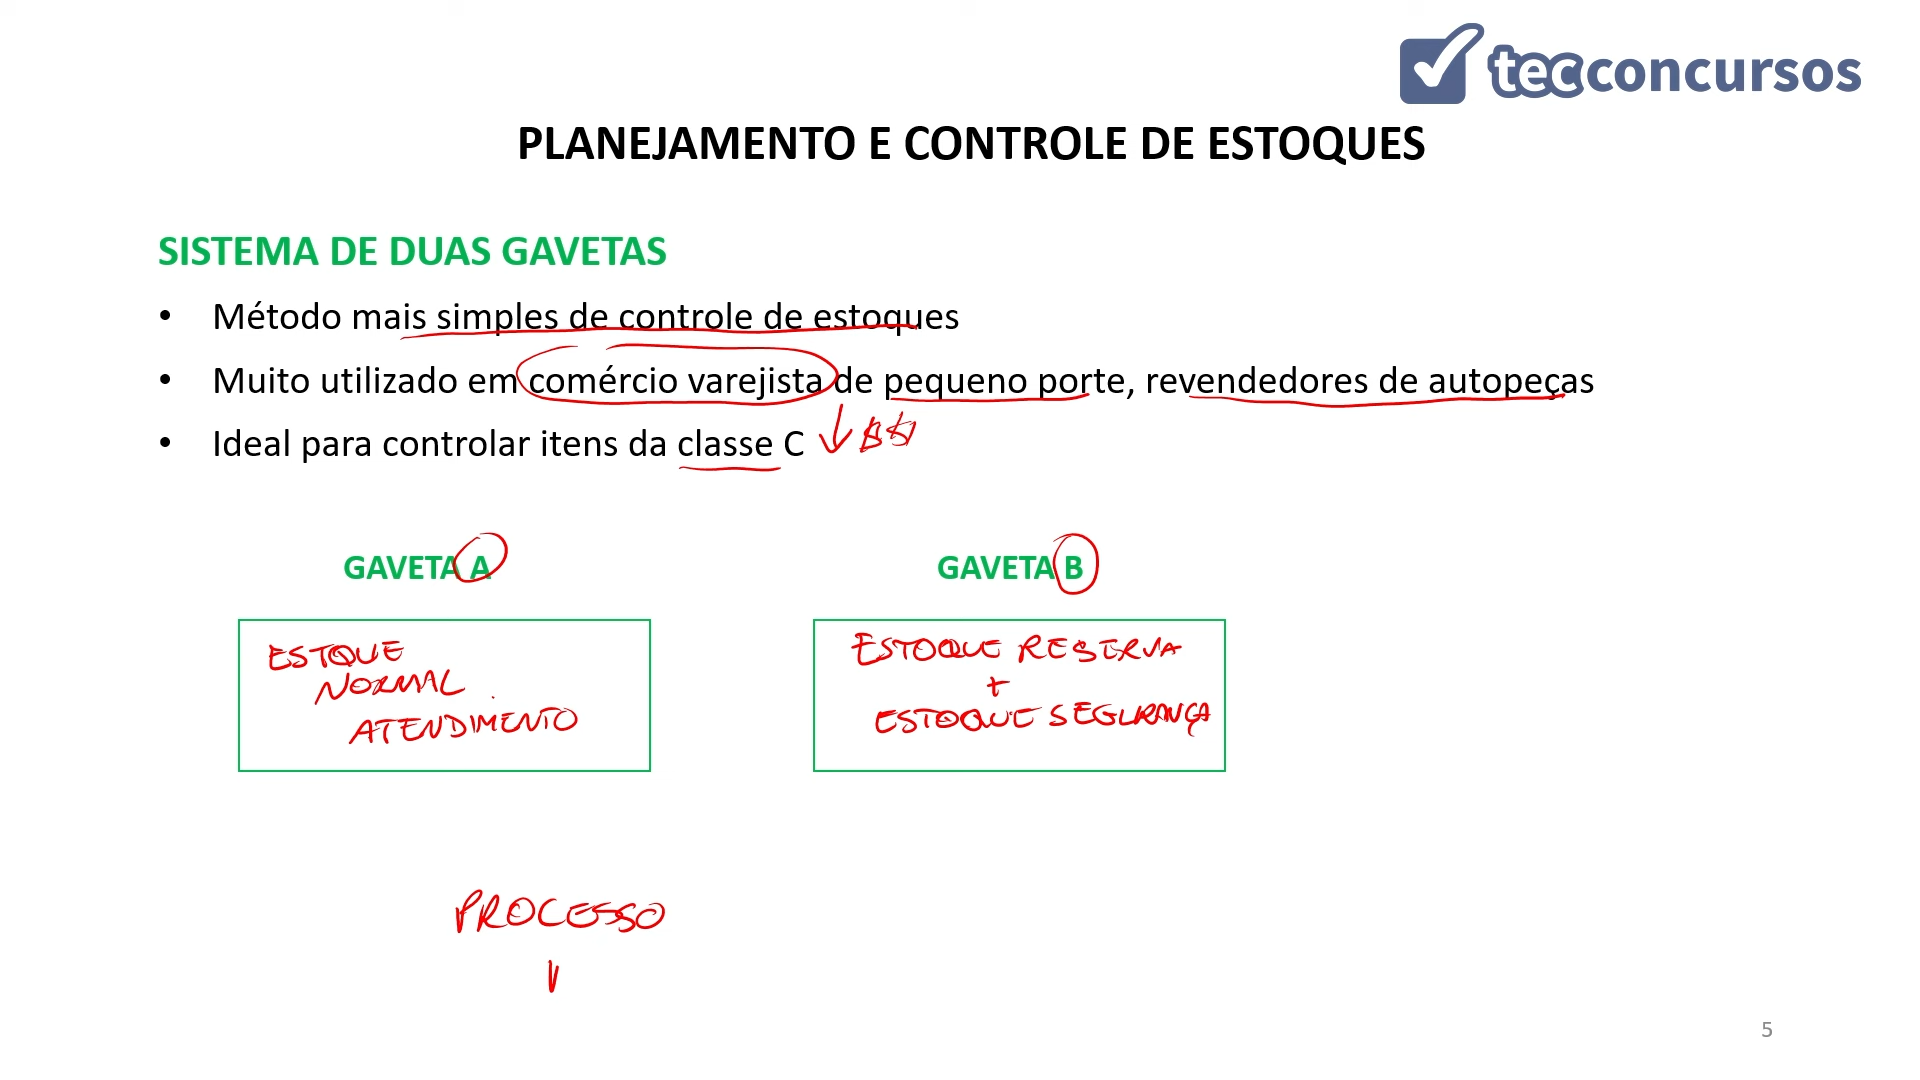 tecconcursos
PLANEJAMENTO E CONTROLE DE ESTOQUES
SISTEMA DE DUAS GAVETAS
• Método mais simples de controle de estoques
• Muito utilizado em comércio varejista de pequeno porte, revendedores de autopeças
• Ideal para controlar itens da classe C
GAVETA A
GAVETA B
ESTQUE
NORMAL
ATENDIMENTO
ESTOQUE RESERVA
+
ESTOQUE SEGURANÇA
PROCESSO
5